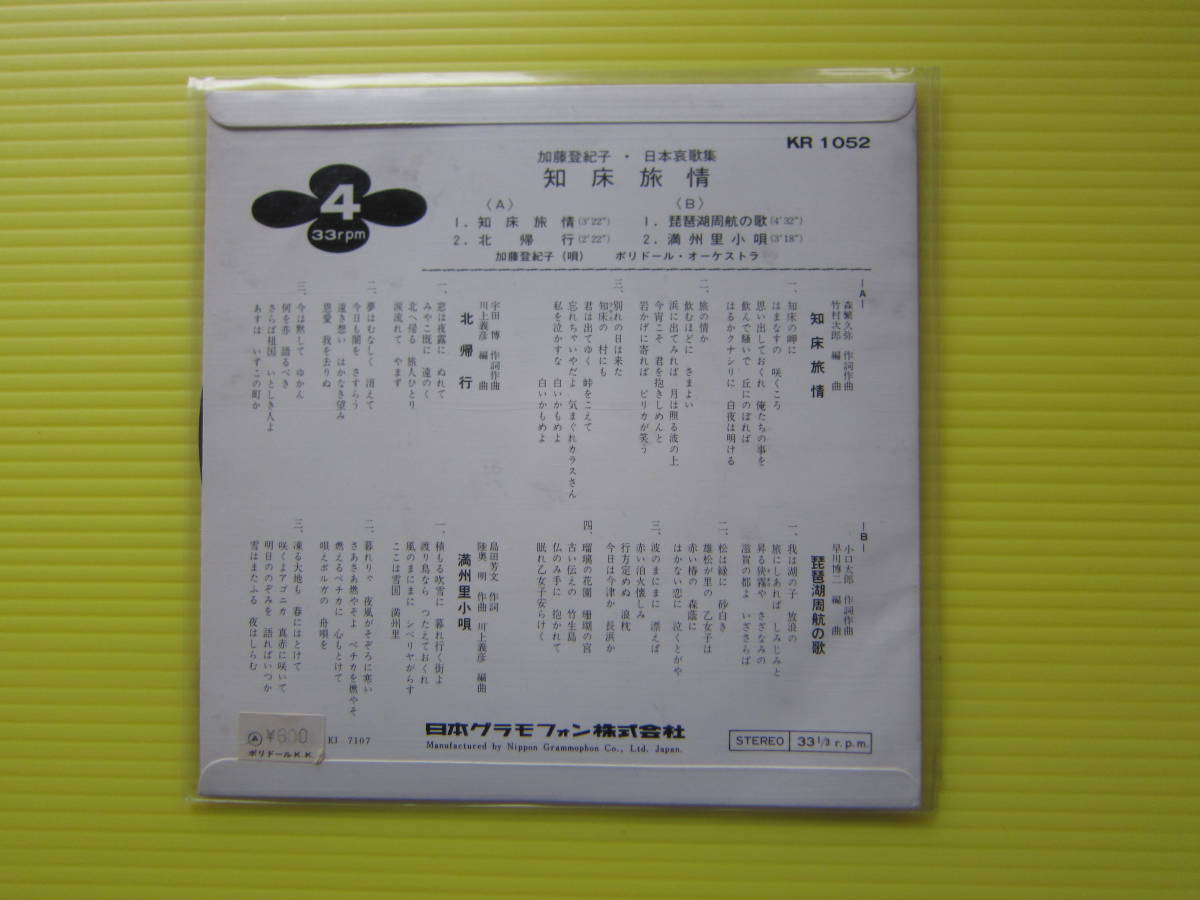 KR 1052
4
33rpm
加藤登紀子・日本哀歌集
知床旅情
〈A〉
1. 知床旅情(3'22")
2. 北帰行(2'22")
〈B〉
1. 琵琶湖周航の歌(4'32")
2. 満州里小唄(3'18")
加藤登紀子(唄) ポリドール・オーケストラ
—A—
森繁久弥 作詞作曲
竹村次郎 編曲
知床旅情
一、知床の岬に
はまなすの 咲くころ
思い出しておくれ 俺たちの事を
飲んで騒いで 丘にのぼれば
はるかクナシリに 白夜は明ける
二、旅の情か
飲むほどに さまよい
浜に出てみれば 月は照る波の上
今宵こそ 君を抱きしめんと
岩かげに寄れば ピリカが笑う
三、別れの日は来た
知床の 村にも
君は出てゆく 峠をこえて
忘れちゃいやだよ 気まぐれカラスさん
私を泣かすな 白いかもめよ
白いかもめよ
宇田博 作詞作曲
川上義彦 編曲
北帰行
一、窓は夜露に ぬれて
みやこ既に 遠のく
北へ帰る 旅人ひとり
涙流れて やまず
二、夢はむなしく 消えて
今日も闇を さすらう
遠き想い はかなき望み
恩愛 我を去りぬ
三、今は黙して ゆかん
何を亦 語るべき
さらば祖国 いとしき人よ
あすは いずこの町か
—B—
小口太郎 作詞作曲
早川博二 編曲
琵琶湖周航の歌
一、我は湖の子 放浪の
旅にしあれば しみじみと
昇る狭霧や さざなみの
滋賀の都よ いざさらば
二、松は緑に 砂白き
雄松が里の 乙女子は
赤い椿の 森蔭に
はかない恋に 泣くとがや
三、波のまにまに 漂えば
赤い泊火懐しみ
行方定めぬ 浪枕
今日は今津か 長浜か
四、瑠璃の花園 珊瑚の宮
古い伝えの 竹生島
仏のみ手に 抱かれて
眠れ乙女子安らけく
島田芳文 作詞
陸奥明 作曲 川上義彦 編曲
満州里小唄
一、積もる吹雪に 暮れ行く街よ
渡り鳥なら つたえておくれ
風のまにまに シベリヤがらす
ここは雪国 満州里
二、暮れりゃ 夜風がそぞろに寒い
さあさあ燃やそよ ペチカを燃やそ
燃えるペチカに 心もとけて
唄えボルガの 舟唄を
三、凍る大地も 春にはとけて
咲くよアゴニカ 真赤に咲いて
明日ののぞみを 語ればいつか
雪はまたふる 夜はしらむ
Ⓐ ¥600
ポリドールK.K.
KI 7107
日本グラモフォン株式会社
Manufactured by Nippon Grammophon Co., Ltd. Japan.
STEREO 33 1/3 r.p.m.